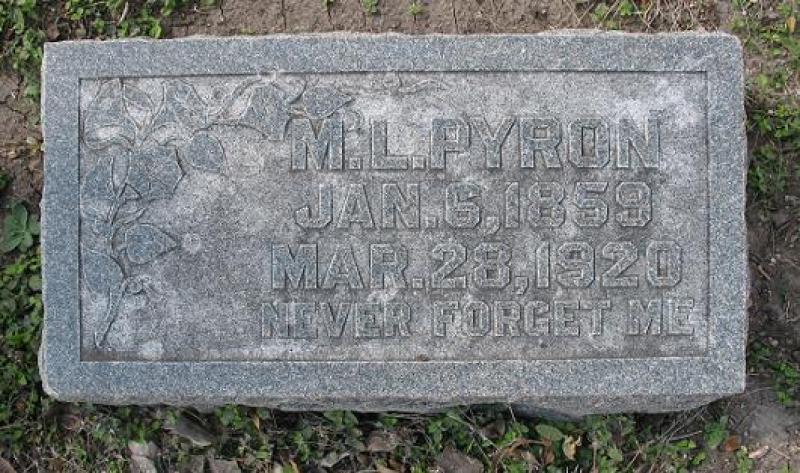 M.L.PYRON
JAN.6,1859
MAR.28,1920
NEVER FORGET ME